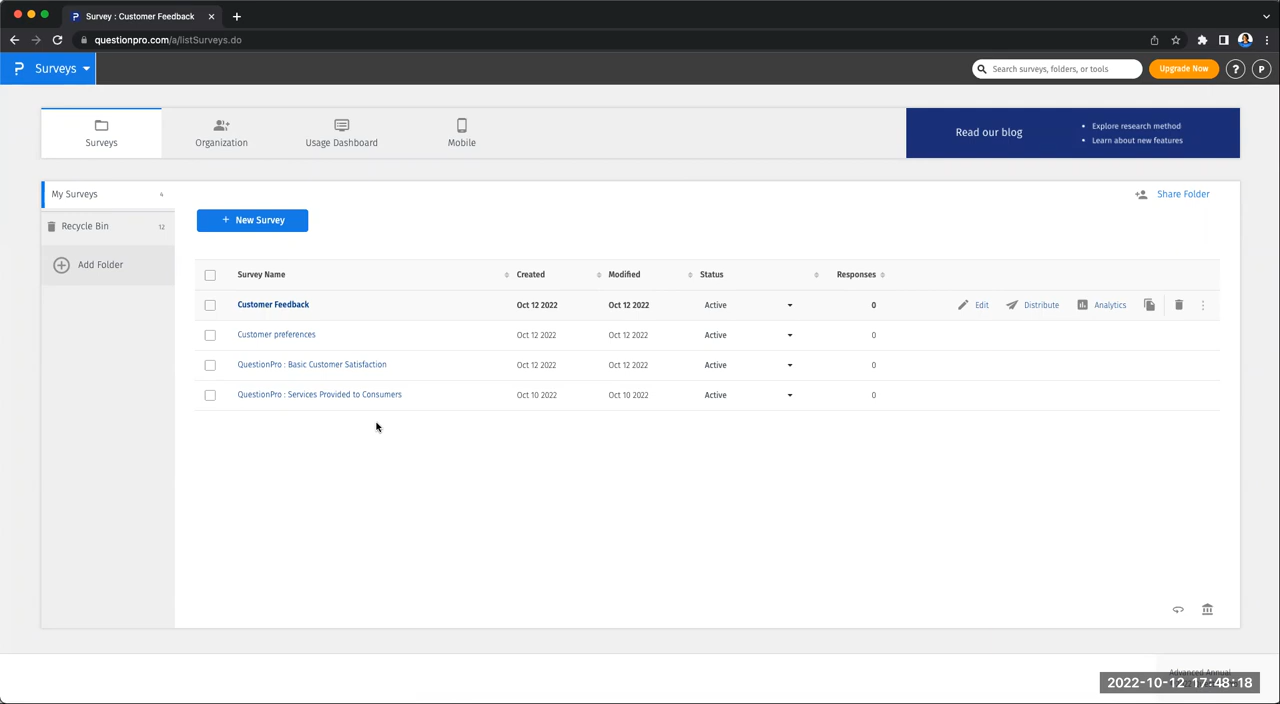 Survey : Customer Feedback
questionpro.com/a/listSurveys.do
Surveys
Search surveys, folders, or tools
Upgrade Now
?
P
Surveys
Organization
Usage Dashboard
Mobile
Read our blog
• Explore research method
• Learn about new features
My Surveys 4
Recycle Bin 12
Add Folder
Share Folder
+ New Survey
Survey Name Created Modified Status Responses
Customer Feedback Oct 12 2022 Oct 12 2022 Active 0 Edit Distribute Analytics
Customer preferences Oct 12 2022 Oct 12 2022 Active 0
QuestionPro : Basic Customer Satisfaction Oct 12 2022 Oct 12 2022 Active 0
QuestionPro : Services Provided to Consumers Oct 10 2022 Oct 10 2022 Active 0
Advanced Annual
2022-10-12 17:48:18